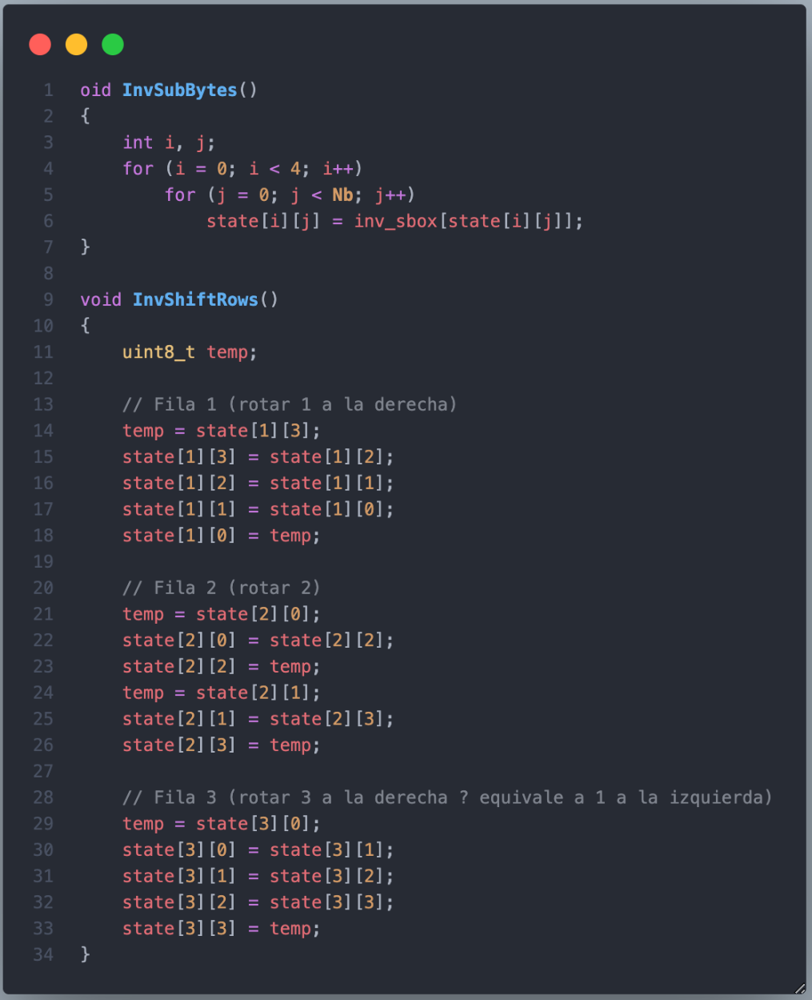 1 oid InvSubBytes()
2 {
3     int i, j;
4     for (i = 0; i < 4; i++)
5         for (j = 0; j < Nb; j++)
6             state[i][j] = inv_sbox[state[i][j]];
7 }
8
9 void InvShiftRows()
10 {
11     uint8_t temp;
12
13     // Fila 1 (rotar 1 a la derecha)
14     temp = state[1][3];
15     state[1][3] = state[1][2];
16     state[1][2] = state[1][1];
17     state[1][1] = state[1][0];
18     state[1][0] = temp;
19
20     // Fila 2 (rotar 2)
21     temp = state[2][0];
22     state[2][0] = state[2][2];
23     state[2][2] = temp;
24     temp = state[2][1];
25     state[2][1] = state[2][3];
26     state[2][3] = temp;
27
28     // Fila 3 (rotar 3 a la derecha ? equivale a 1 a la izquierda)
29     temp = state[3][0];
30     state[3][0] = state[3][1];
31     state[3][1] = state[3][2];
32     state[3][2] = state[3][3];
33     state[3][3] = temp;
34 }